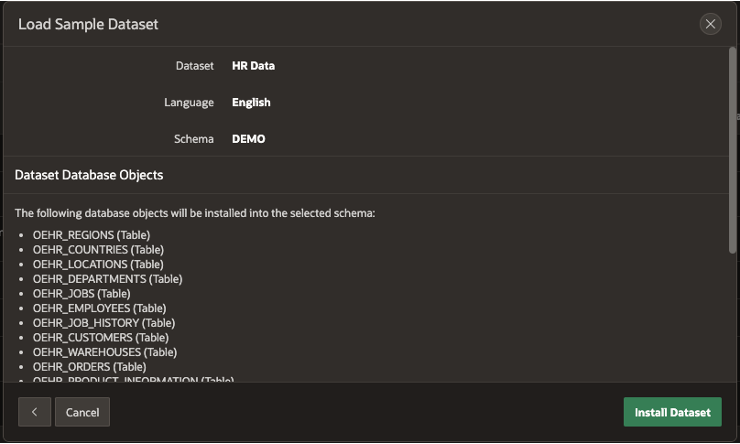 Load Sample Dataset
Dataset HR Data
Language English
Schema DEMO
Dataset Database Objects
The following database objects will be installed into the selected schema:
• OEHR_REGIONS (Table)
• OEHR_COUNTRIES (Table)
• OEHR_LOCATIONS (Table)
• OEHR_DEPARTMENTS (Table)
• OEHR_JOBS (Table)
• OEHR_EMPLOYEES (Table)
• OEHR_JOB_HISTORY (Table)
• OEHR_CUSTOMERS (Table)
• OEHR_WAREHOUSES (Table)
• OEHR_ORDERS (Table)
• OEHR_PRODUCT_INFORMATION (Table)
Cancel Install Dataset